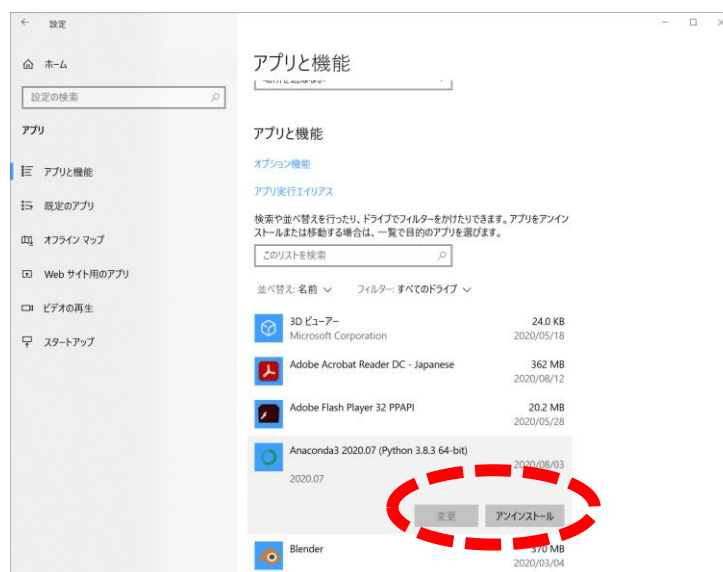 設定
ホーム
設定の検索
アプリ
アプリと機能
既定のアプリ
オフライン マップ
Web サイト用のアプリ
ビデオの再生
スタートアップ
アプリと機能
アプリと機能
オプション機能
アプリ実行エイリアス
検索や並べ替えを行ったり、ドライブでフィルターをかけたりできます。アプリをアンイン
ストールまたは移動する場合は、一覧で目的のアプリを選びます。
このリストを検索
並べ替え: 名前 フィルター: すべてのドライブ
3D ビューアー 24.0 KB
Microsoft Corporation 2020/05/18
Adobe Acrobat Reader DC - Japanese 362 MB
2020/08/12
Adobe Flash Player 32 PPAPI 20.2 MB
2020/05/28
Anaconda3 2020.07 (Python 3.8.3 64-bit)
2020/08/03
2020.07
変更 アンインストール
Blender 370 MB
2020/03/04